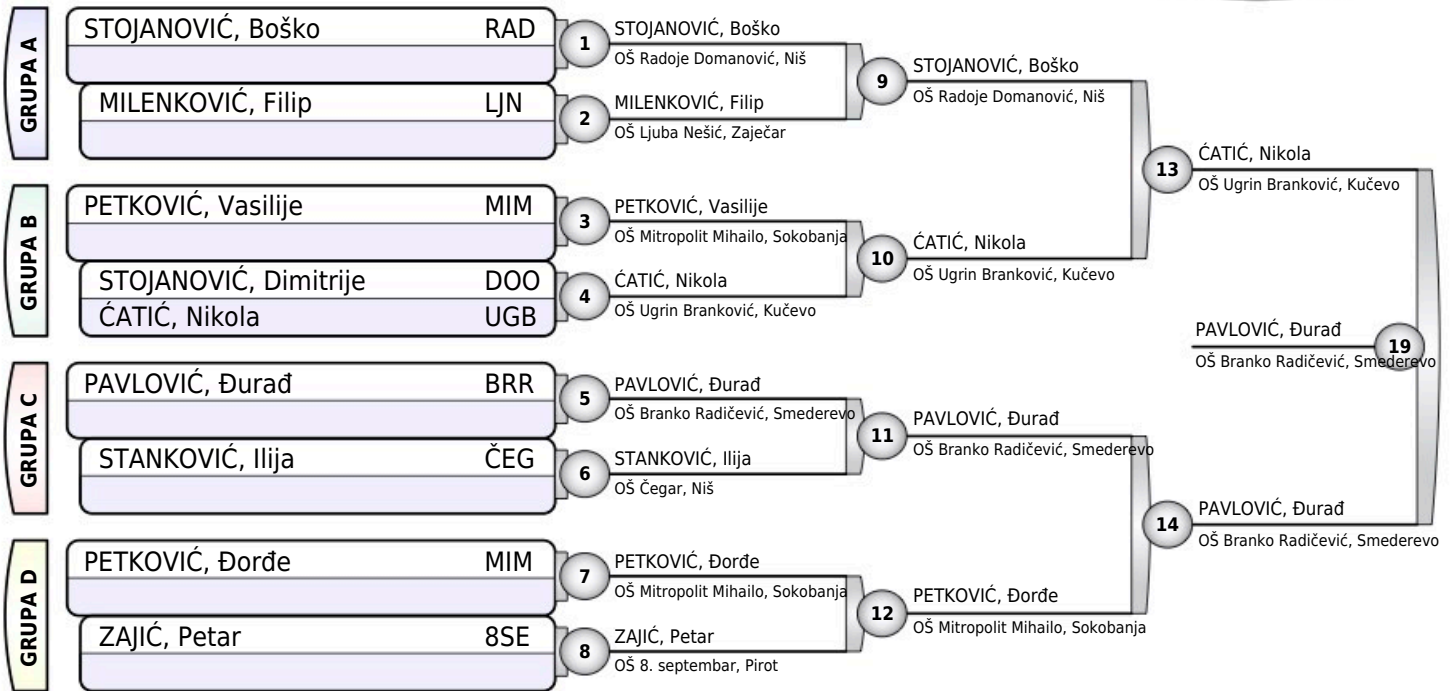 GRUPA A
STOJANOVIĆ, Boško RAD
MILENKOVIĆ, Filip LJN
GRUPA B
PETKOVIĆ, Vasilije MIM
STOJANOVIĆ, Dimitrije DOO
ĆATIĆ, Nikola UGB
GRUPA C
PAVLOVIĆ, Đurađ BRR
STANKOVIĆ, Ilija ČEG
GRUPA D
PETKOVIĆ, Đorđe MIM
ZAJIĆ, Petar 8SE
1
STOJANOVIĆ, Boško
OŠ Radoje Domanović, Niš
2
MILENKOVIĆ, Filip
OŠ Ljuba Nešić, Zaječar
3
PETKOVIĆ, Vasilije
OŠ Mitropolit Mihailo, Sokobanja
4
ĆATIĆ, Nikola
OŠ Ugrin Branković, Kučevo
5
PAVLOVIĆ, Đurađ
OŠ Branko Radičević, Smederevo
6
STANKOVIĆ, Ilija
OŠ Čegar, Niš
7
PETKOVIĆ, Đorđe
OŠ Mitropolit Mihailo, Sokobanja
8
ZAJIĆ, Petar
OŠ 8. septembar, Pirot
9
STOJANOVIĆ, Boško
OŠ Radoje Domanović, Niš
10
ĆATIĆ, Nikola
OŠ Ugrin Branković, Kučevo
11
PAVLOVIĆ, Đurađ
OŠ Branko Radičević, Smederevo
12
PETKOVIĆ, Đorđe
OŠ Mitropolit Mihailo, Sokobanja
13
ĆATIĆ, Nikola
OŠ Ugrin Branković, Kučevo
14
PAVLOVIĆ, Đurađ
OŠ Branko Radičević, Smederevo
PAVLOVIĆ, Đurađ
19
OŠ Branko Radičević, Smederevo